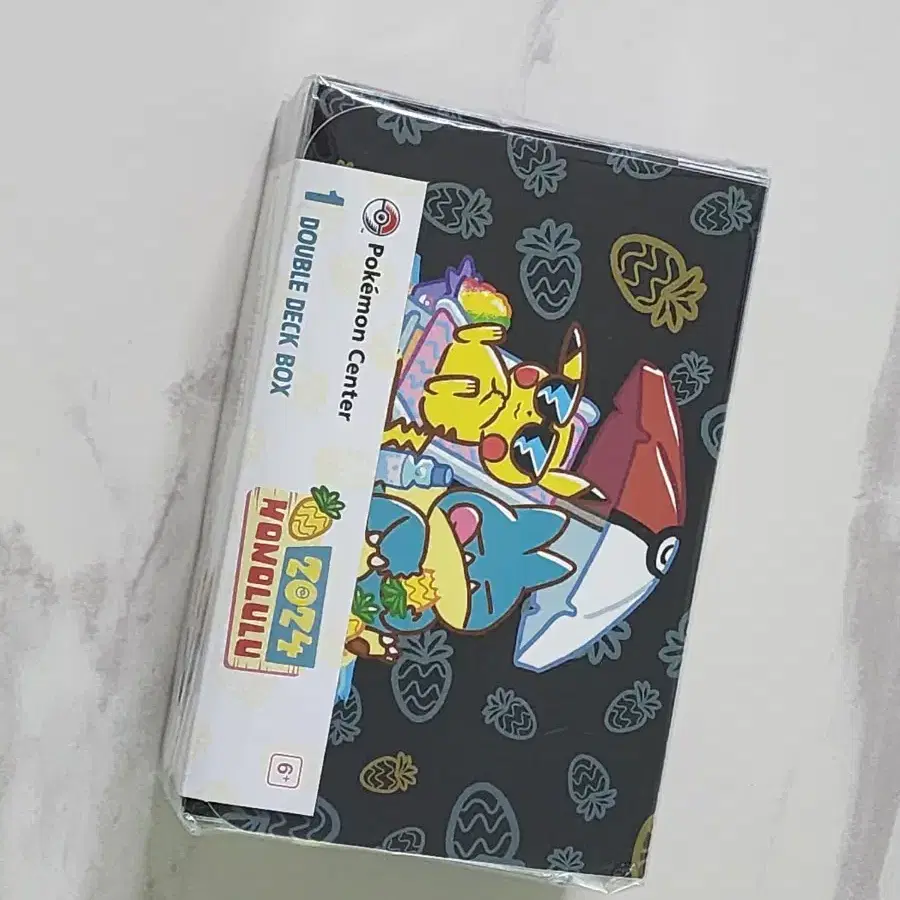 Pokémon Center
1 DOUBLE DECK BOX
2024
HONOLULU
6+